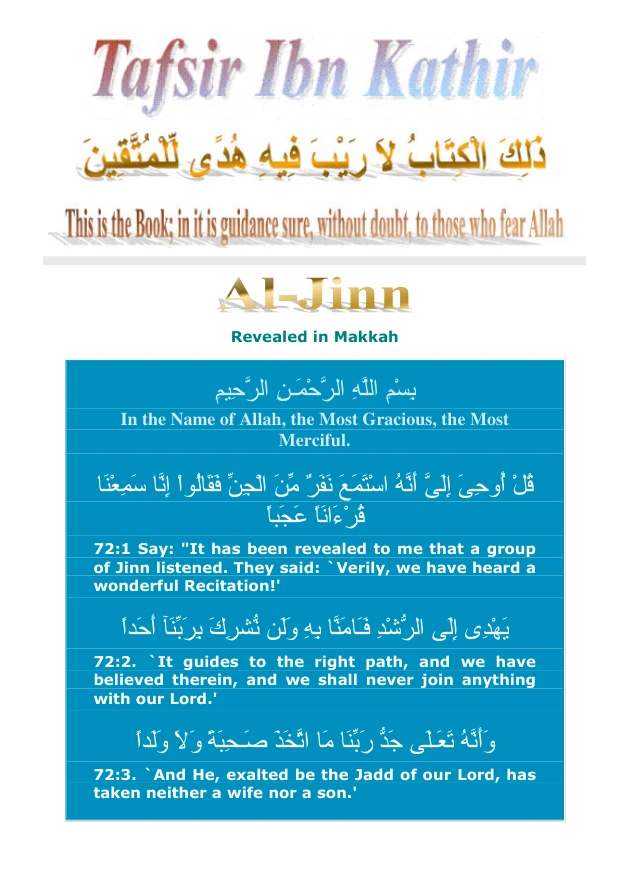 Tafsir Ibn Kathir
ذَلِكَ الْكِتَابُ لاَ رَيْبَ فِيهِ هُدًى لِّلْمُتَّقِينَ
This is the Book; in it is guidance sure, without doubt, to those who fear Allah
Al-Jinn
Revealed in Makkah
بِسْمِ اللَّهِ الرَّحْمَـنِ الرَّحِيمِ
In the Name of Allah, the Most Gracious, the Most
Merciful.
قُلْ أُوحِىَ إِلَىَّ أَنَّهُ اسْتَمَعَ نَفَرٌ مِّنَ الْجِنِّ فَقَالُواْ إِنَّا سَمِعْنَا
قُرْءَانَاً عَجَباً
72:1 Say: "It has been revealed to me that a group
of Jinn listened. They said: `Verily, we have heard a
wonderful Recitation!'
يَهْدِى إِلَى الرُّشْدِ فَـَامَنَّا بِهِ وَلَن نُّشرِكَ بِرَبِّنَآ أَحَداً
72:2. `It guides to the right path, and we have
believed therein, and we shall never join anything
with our Lord.'
وَأَنَّهُ تَعَـلَى جَدُّ رَبِّنَا مَا اتَّخَذَ صَـحِبَةً وَلاَ وَلَداً
72:3. `And He, exalted be the Jadd of our Lord, has
taken neither a wife nor a son.'